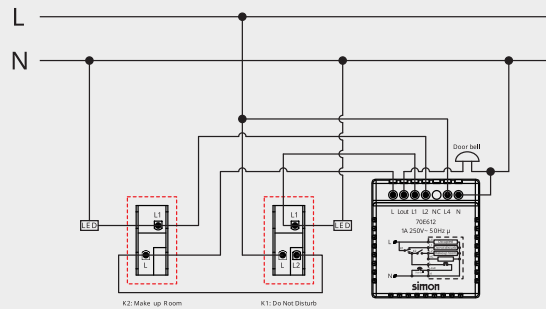 L
N
Door bell
L Lout L1 L2 NC L4 N
70E612
1A 250V~ 50Hz μ
L
N
simon
LED
L1
L
L1
L L2
LED
K2: Make up Room
K1: Do Not Disturb